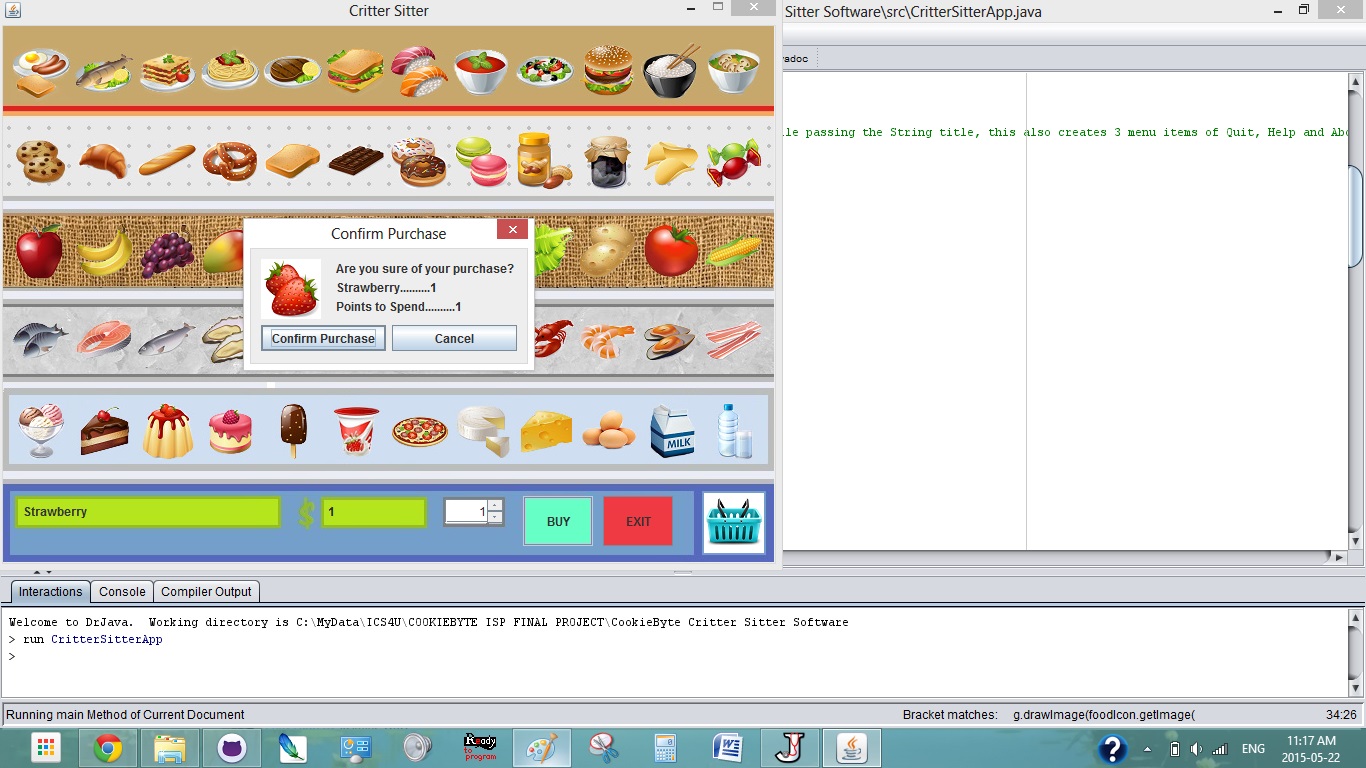 Critter Sitter
Sitter Software\src\CritterSitterApp.java
vadoc
le passing the String title, this also creates 3 menu items of Quit, Help and Abo
Confirm Purchase
Are you sure of your purchase?
Strawberry..........1
Points to Spend..........1
Confirm Purchase
Cancel
MILK
Strawberry
$
1
1
BUY
EXIT
Interactions
Console
Compiler Output
Welcome to DrJava.  Working directory is C:\MyData\ICS4U\COOKIEBYTE ISP FINAL PROJECT\CookieByte Critter Sitter Software
> run CritterSitterApp
>
Running main Method of Current Document
Bracket matches:
g.drawImage(foodIcon.getImage(
34:26
Ready
to
program
W
J
?
ENG
11:17 AM
2015-05-22